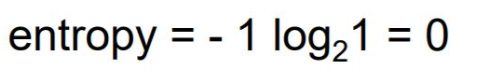 entropy = - 1 log₂1 = 0